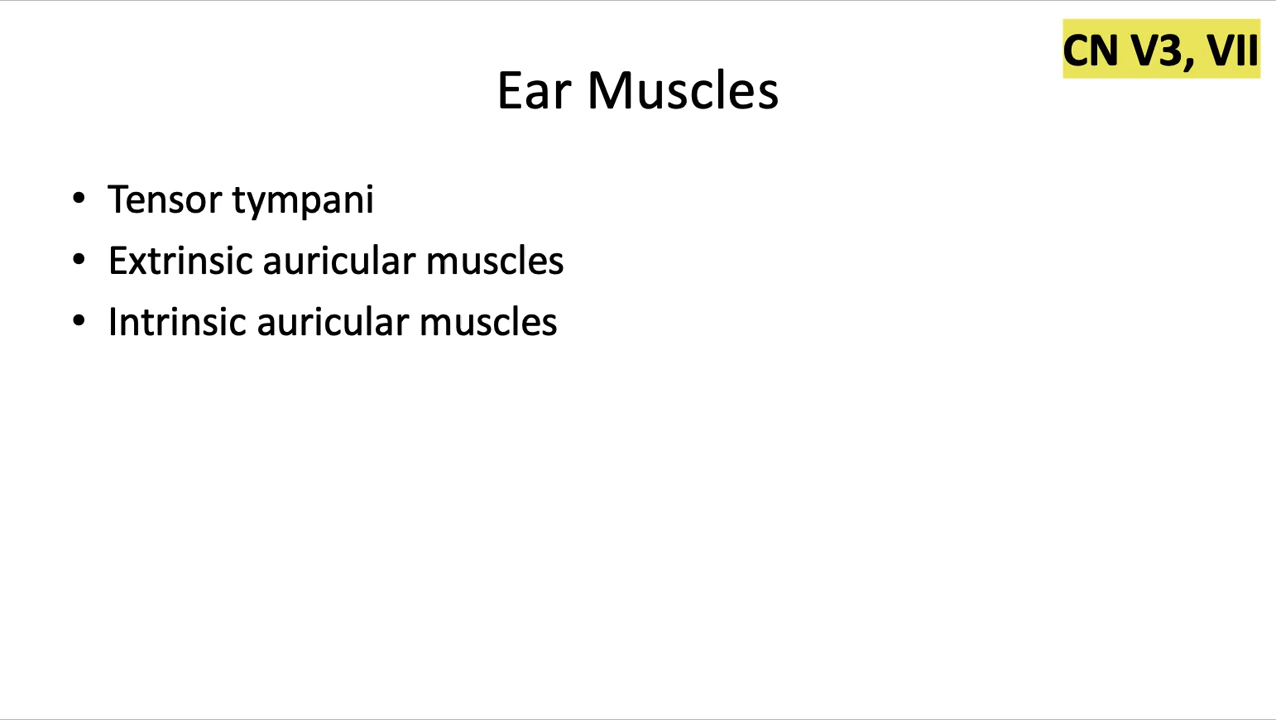 CN V3, VII
Ear Muscles
• Tensor tympani
• Extrinsic auricular muscles
• Intrinsic auricular muscles